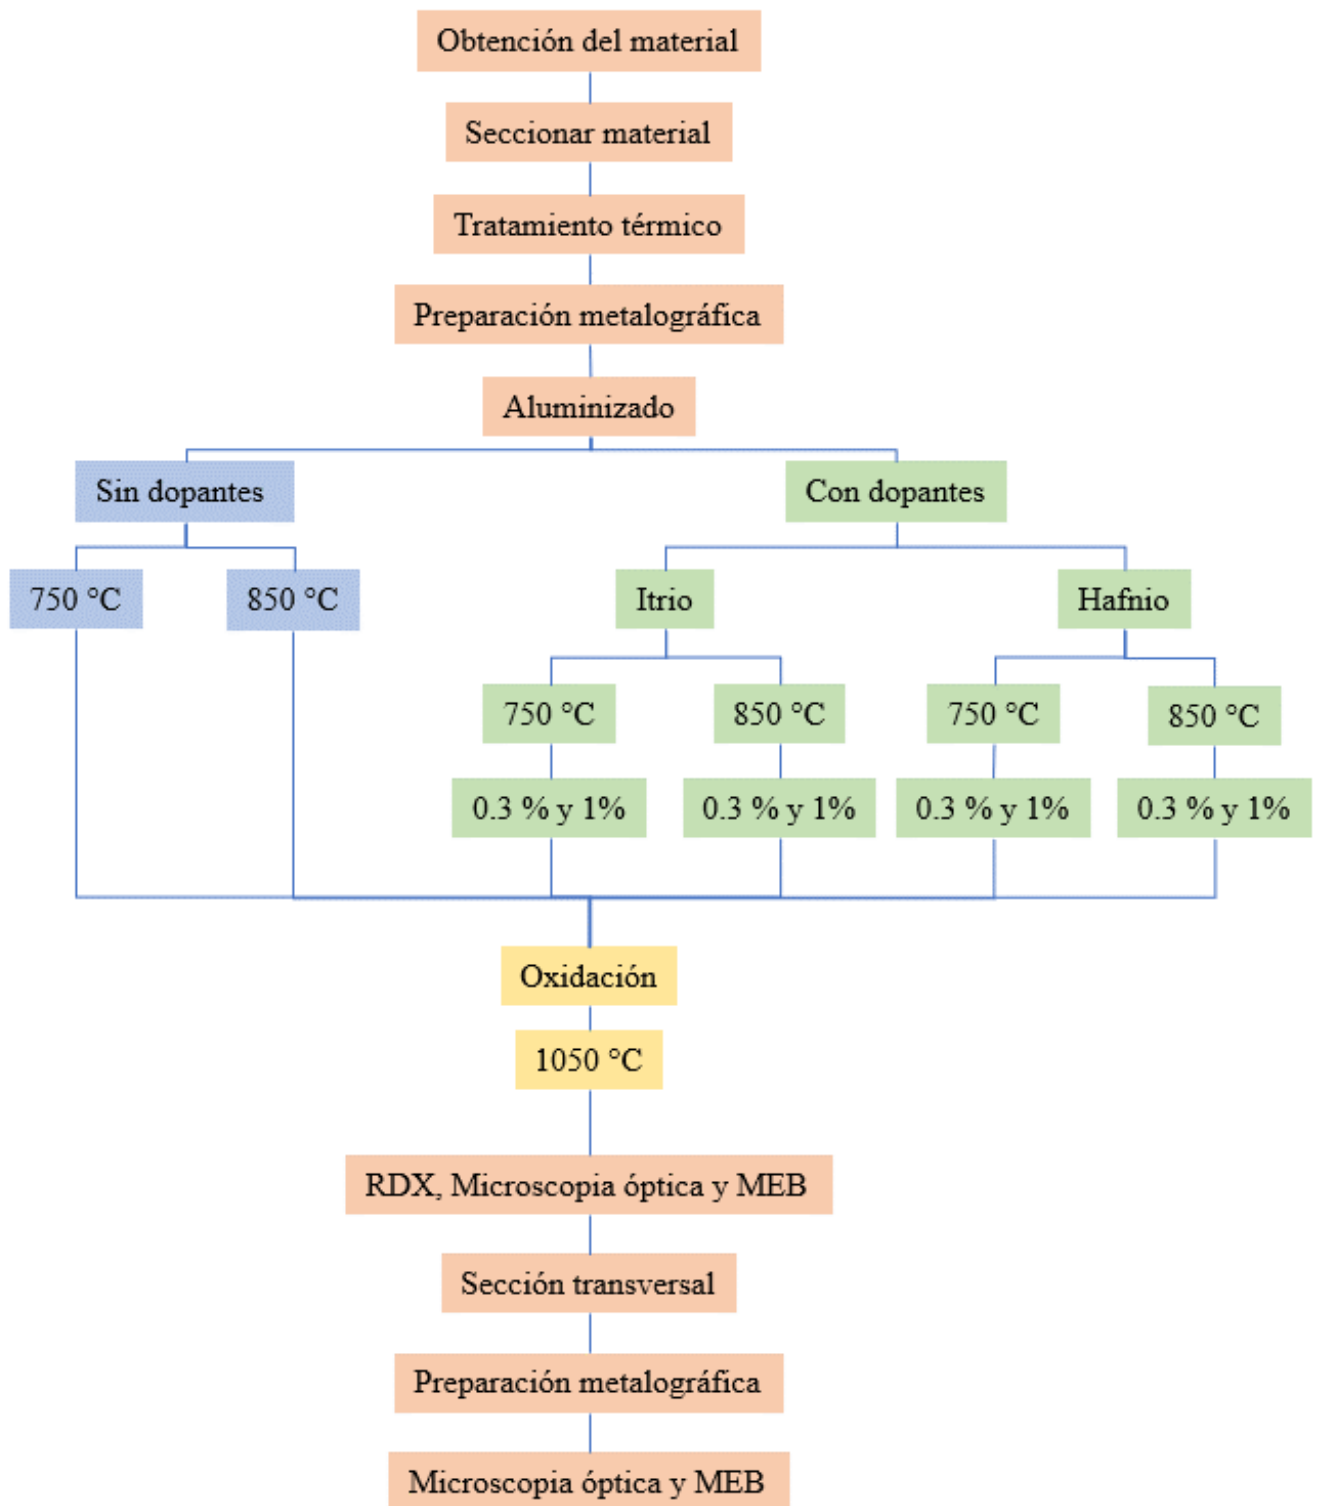 Obtención del material
Seccionar material
Tratamiento térmico
Preparación metalográfica
Aluminizado
Sin dopantes
Con dopantes
750 °C
850 °C
Itrio
Hafnio
750 °C
850 °C
750 °C
850 °C
0.3 % y 1%
0.3 % y 1%
0.3 % y 1%
0.3 % y 1%
Oxidación
1050 °C
RDX, Microscopia óptica y MEB
Sección transversal
Preparación metalográfica
Microscopia óptica y MEB